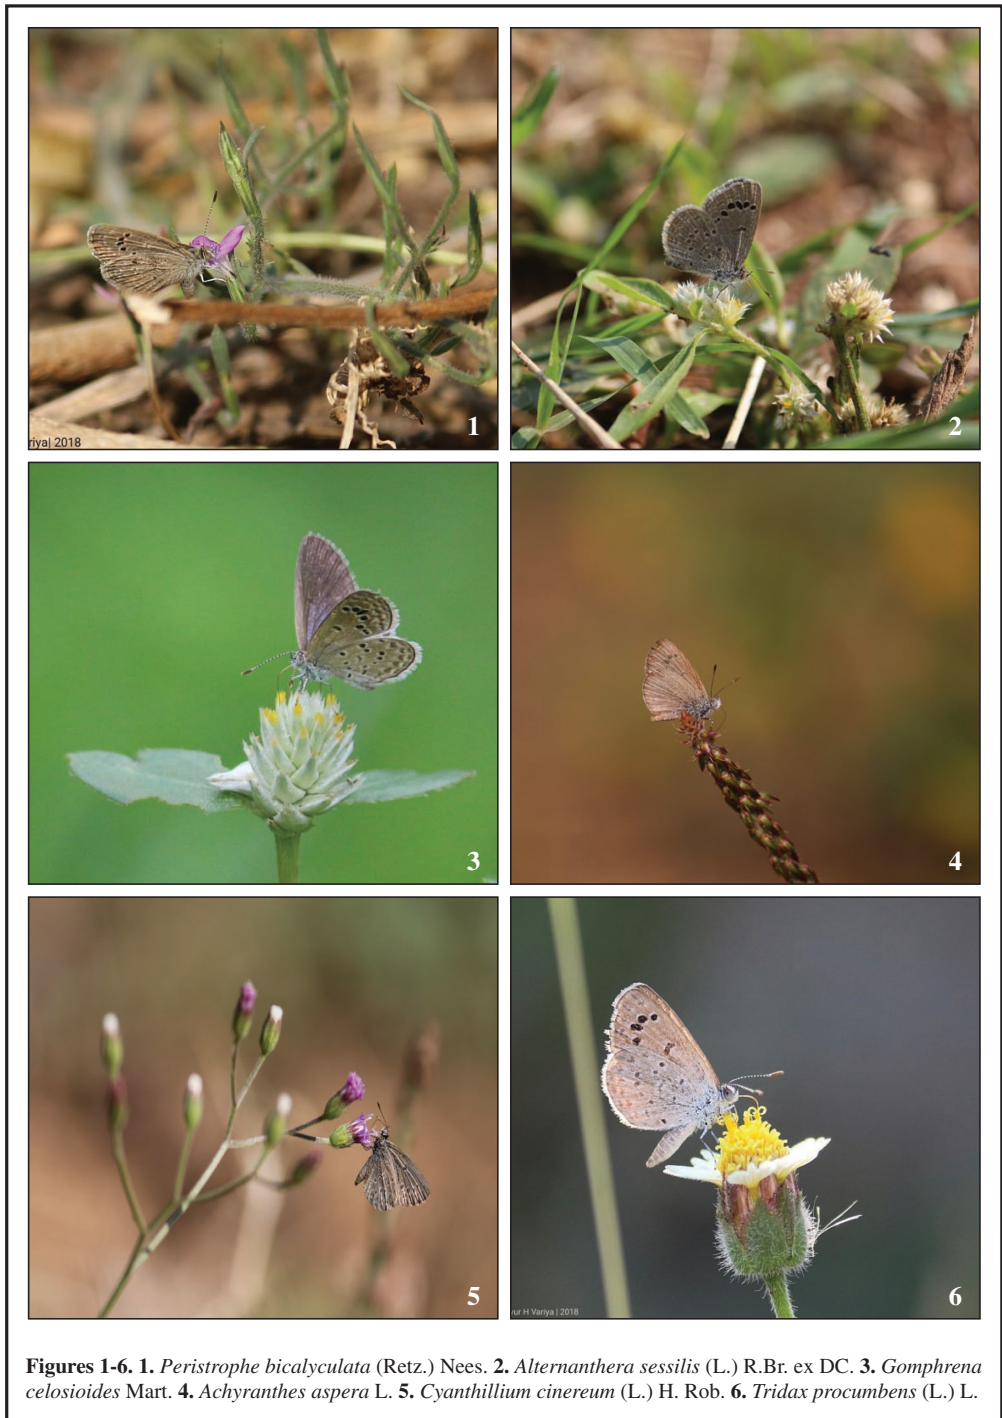 riya| 2018
1
2
3
4
5
yur H Variya | 2018
6
Figures 1-6. 1. Peristrophe bicalyculata (Retz.) Nees. 2. Alternanthera sessilis (L.) R.Br. ex DC. 3. Gomphrena
celosioides Mart. 4. Achyranthes aspera L. 5. Cyanthillium cinereum (L.) H. Rob. 6. Tridax procumbens (L.) L.